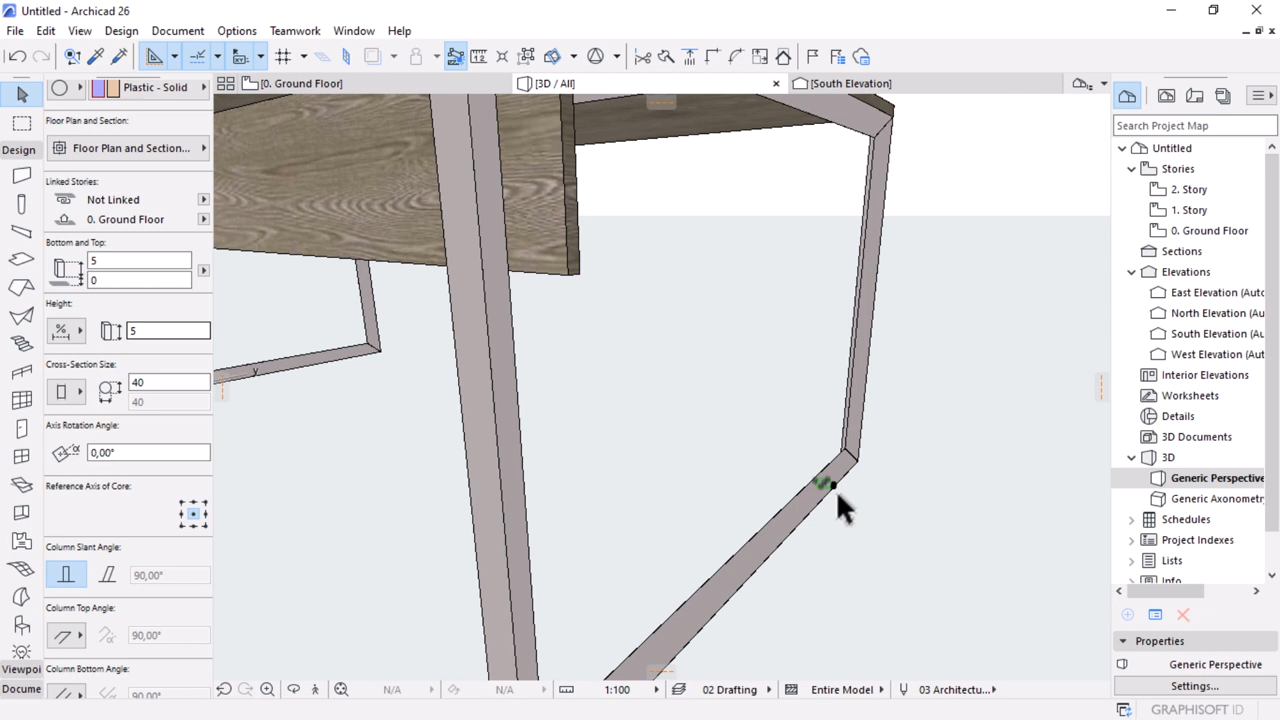 Untitled - Archicad 26
File Edit View Design Document Options Teamwork Window Help
[0. Ground Floor] [3D / All] [South Elevation]
Plastic - Solid
Floor Plan and Section:
Floor Plan and Section...
Linked Stories:
Not Linked
0. Ground Floor
Bottom and Top:
5
0
Height:
5
Cross-Section Size:
40
40
Axis Rotation Angle:
0,00°
Reference Axis of Core:
Column Slant Angle:
90,00°
Column Top Angle:
90,00°
Column Bottom Angle:
90,00°
Design
Viewpoi
Docume
y
N/A N/A 1:100 02 Drafting Entire Model 03 Architectu...
Search Project Map
Untitled
Stories
2. Story
1. Story
0. Ground Floor
Sections
Elevations
East Elevation (Auto
North Elevation (Au
South Elevation (Au
West Elevation (Aut
Interior Elevations
Worksheets
Details
3D Documents
3D
Generic Perspective
Generic Axonometry
Schedules
Project Indexes
Lists
Info
Properties
Generic Perspective
Settings...
GRAPHISOFT ID